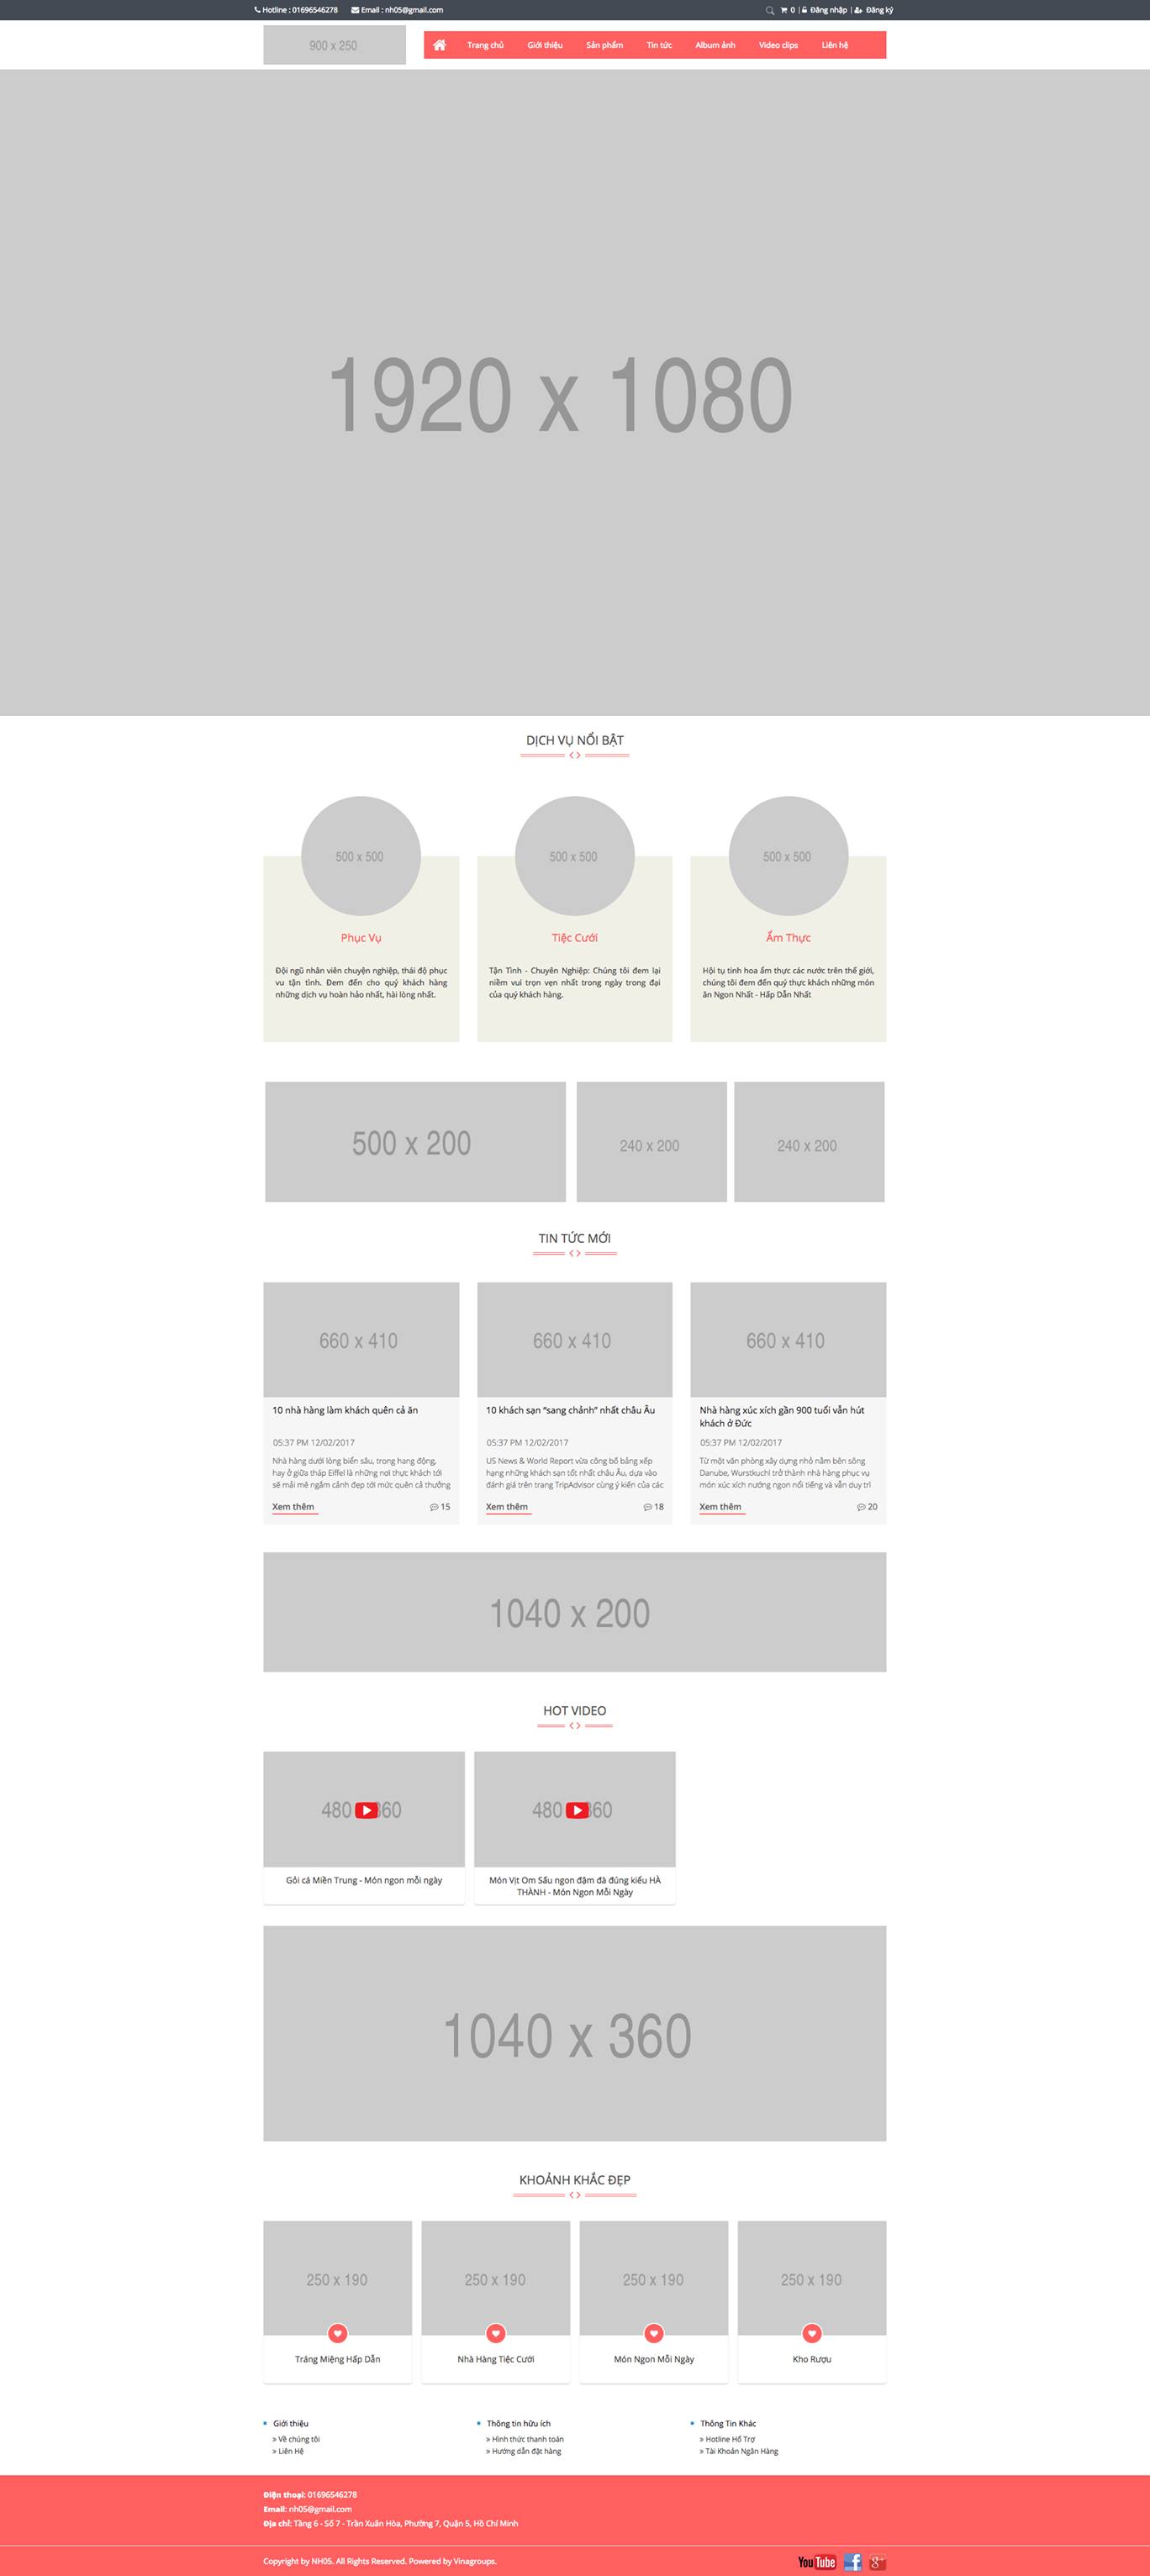 Hotline : 01696546278 Email : nh05@gmail.com 0 | Đăng nhập | Đăng ký
900 x 250
Trang chủ Giới thiệu Sản phẩm Tin tức Album ảnh Video clips Liên hệ
1920 x 1080
DỊCH VỤ NỔI BẬT
500 x 500
Phục Vụ
Đội ngũ nhân viên chuyên nghiệp, thái độ phục
vu tận tình. Đem đến cho quý khách hàng
những dịch vụ hoàn hảo nhất, hài lòng nhất.
500 x 500
Tiệc Cưới
Tận Tình - Chuyên Nghiệp: Chúng tôi đem lại
niềm vui trọn vẹn nhất trong ngày trong đại
của quý khách hàng.
500 x 500
Ẩm Thực
Hội tụ tinh hoa ẩm thực các nước trên thế giới,
chúng tôi đem đến quý thực khách những món
ăn Ngon Nhất - Hấp Dẫn Nhất
500 x 200
240 x 200
240 x 200
TIN TỨC MỚI
660 x 410
10 nhà hàng làm khách quên cả ăn
05:37 PM 12/02/2017
Nhà hàng dưới lòng biển sâu, trong hang động,
hay ở giữa tháp Eiffel là những nơi thực khách tới
sẽ mải mê ngắm cảnh đẹp tới mức quên cả thưởng
Xem thêm 15
660 x 410
10 khách sạn “sang chảnh” nhất châu Âu
05:37 PM 12/02/2017
US News & World Report vừa công bố bảng xếp
hạng những khách sạn tốt nhất châu Âu, dựa vào
đánh giá trên trang TripAdvisor cùng ý kiến của các
Xem thêm 18
660 x 410
Nhà hàng xúc xích gần 900 tuổi vẫn hút
khách ở Đức
05:37 PM 12/02/2017
Từ một văn phòng xây dựng nhỏ nằm bên sông
Danube, Wurstkuchl trở thành nhà hàng phục vụ
món xúc xích nướng ngon nổi tiếng và vẫn duy trì
Xem thêm 20
1040 x 200
HOT VIDEO
480 60
Gỏi cá Miền Trung - Món ngon mỗi ngày
480 60
Món Vịt Om Sấu ngon đậm đà đúng kiểu HÀ
THÀNH - Món Ngon Mỗi Ngày
1040 x 360
KHOẢNH KHẮC ĐẸP
250 x 190
Tráng Miệng Hấp Dẫn
250 x 190
Nhà Hàng Tiệc Cưới
250 x 190
Món Ngon Mỗi Ngày
250 x 190
Kho Rượu
Giới thiệu
» Về chúng tôi
» Liên Hệ
Thông tin hữu ích
» Hình thức thanh toán
» Hướng dẫn đặt hàng
Thông Tin Khác
» Hotline Hổ Trợ
» Tài Khoản Ngân Hàng
Điện thoại: 01696546278
Email: nh05@gmail.com
Địa chỉ: Tầng 6 - Số 7 - Trần Xuân Hòa, Phường 7, Quận 5, Hồ Chí Minh
Copyright by NH05. All Rights Reserved. Powered by Vinagroups.
You Tube f g+